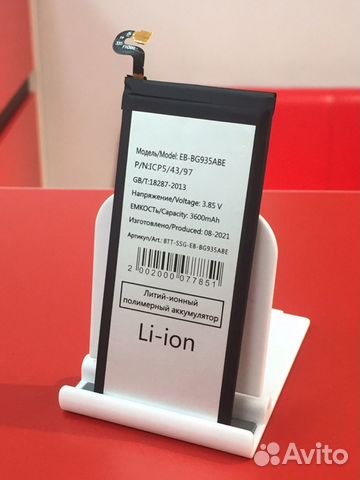 Модель/Model: EB-BG935ABE
P/N:ICP5/43/97
GB/T:18287-2013
Напряжение/Voltage: 3.85 V
ЕМКОСТЬ/Capacity: 3600mAh
Изготовлен/Produced: 08-2021
Артикул/Art.: BTT-SSG-EB-BG935ABE
2 002000 077851
Литий-ионный
полимерный аккумулятор
Li-ion
Avito